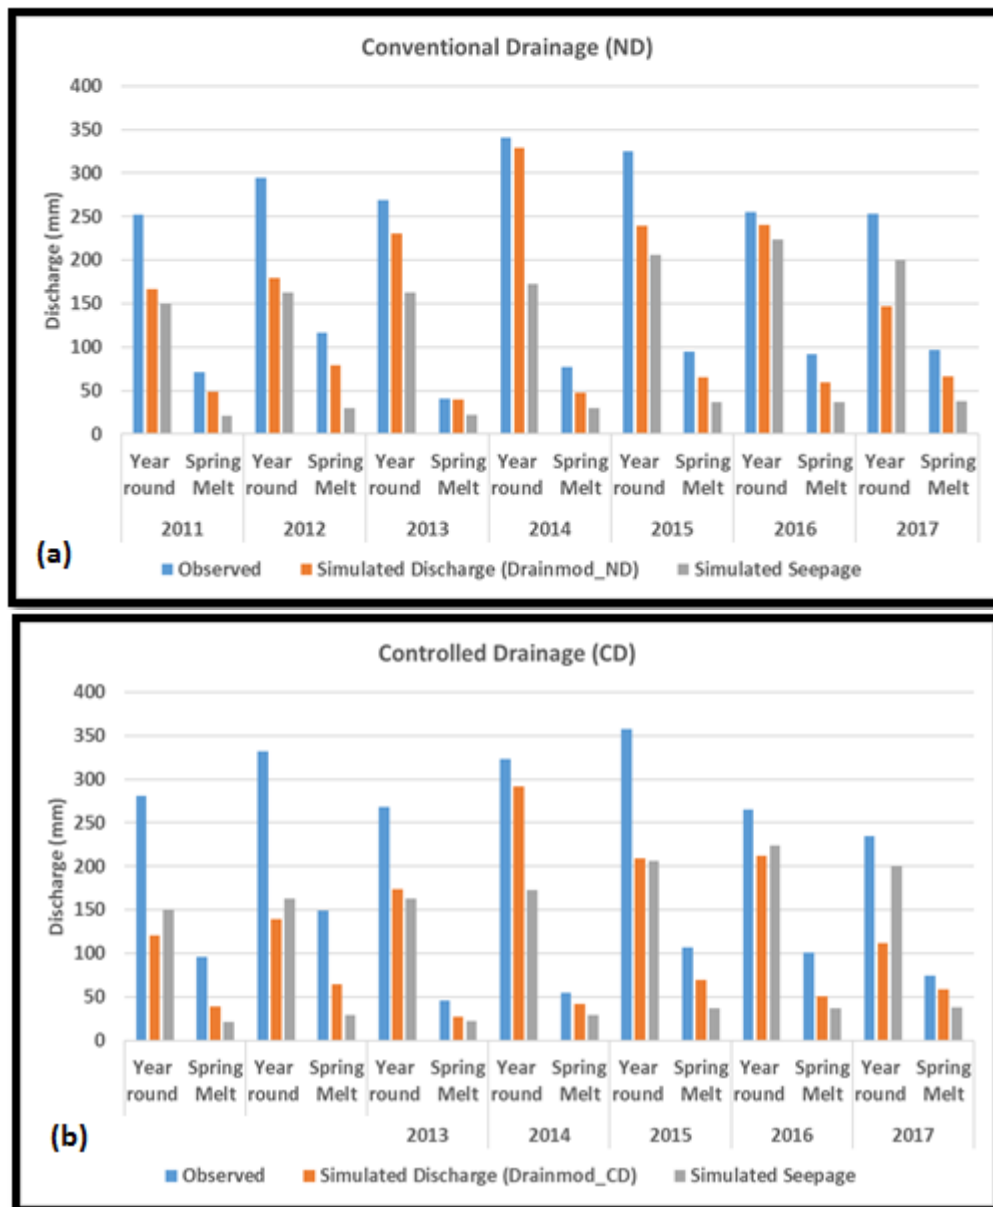 Conventional Drainage (ND)
400
350
300
250
200
150
100
50
0
Discharge (mm)
Year round Spring Melt Year round Spring Melt Year round Spring Melt Year round Spring Melt Year round Spring Melt Year round Spring Melt Year round Spring Melt
2011 2012 2013 2014 2015 2016 2017
(a)
Observed Simulated Discharge (Drainmod_ND) Simulated Seepage
Controlled Drainage (CD)
400
350
300
250
200
150
100
50
0
Discharge (mm)
Year round Spring Melt Year round Spring Melt Year round Spring Melt Year round Spring Melt Year round Spring Melt Year round Spring Melt Year round Spring Melt
2013 2014 2015 2016 2017
(b)
Observed Simulated Discharge (Drainmod_CD) Simulated Seepage